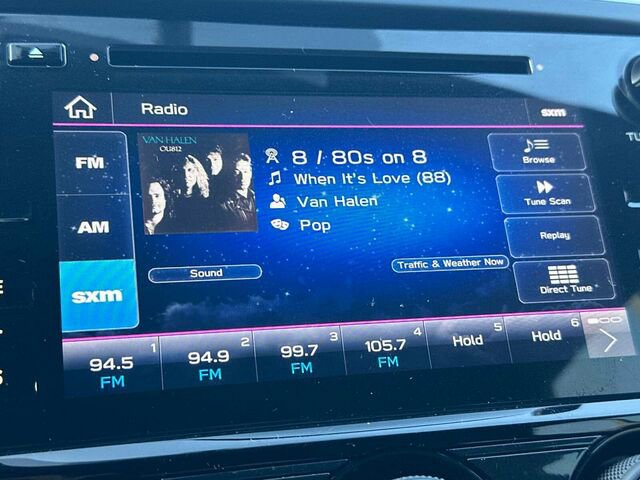 Radio
sxm
FM
AM
sxm
VAN HALEN
OU812
8 / 80s on 8
When It's Love (88)
Van Halen
Pop
Sound
Traffic & Weather Now
Browse
Tune Scan
Replay
Direct Tune
1
94.5
FM
2
94.9
FM
3
99.7
FM
4
105.7
FM
5
Hold
6
Hold